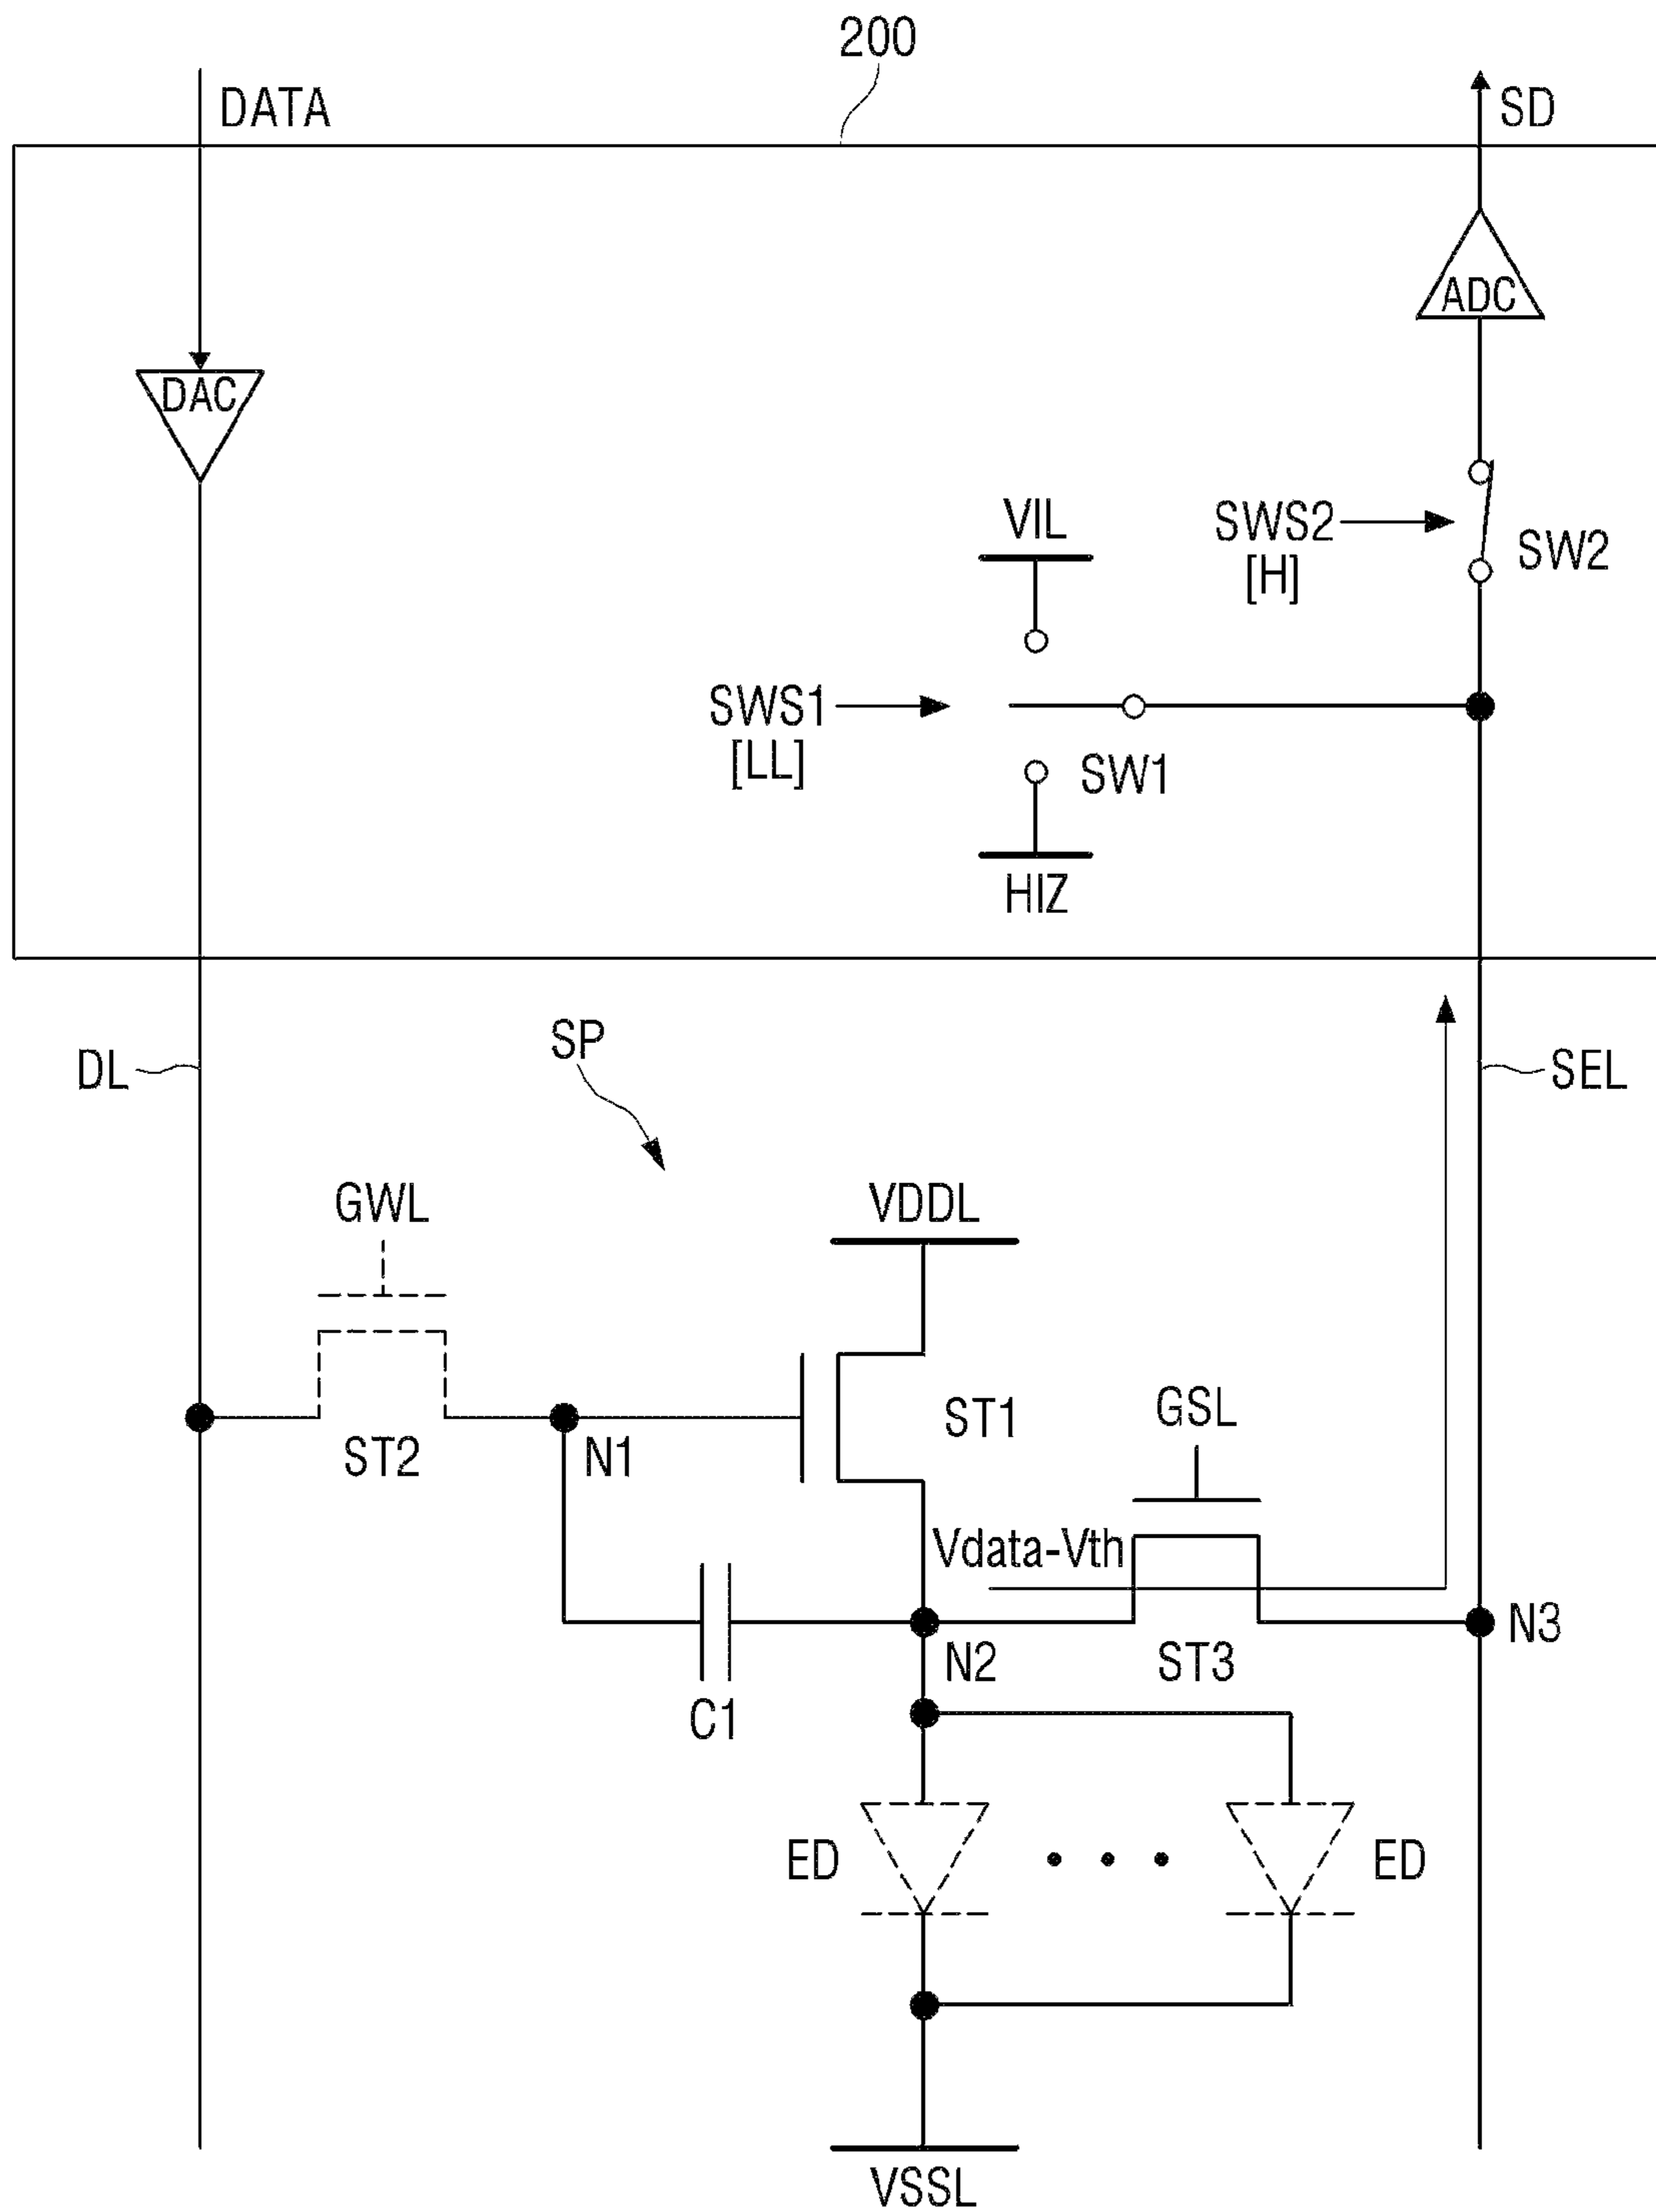 200
DATA
SD
ADC
DAC
VIL
SWS2
[H]
SW2
SWS1
[LL]
SW1
HIZ
SP
DL
SEL
GWL
VDDL
GSL
ST1
ST2
N1
Vdata-Vth
N3
N2
ST3
C1
ED
ED
VSSL